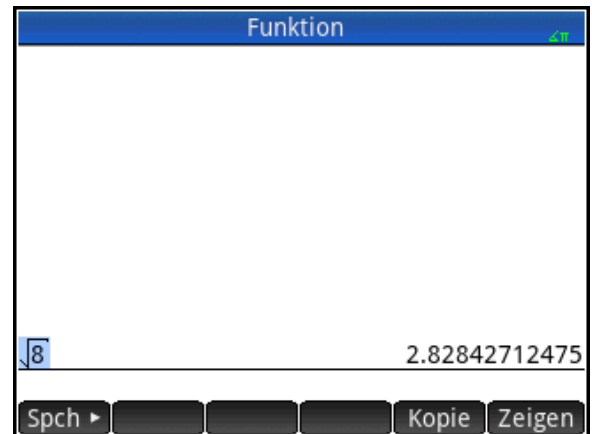 Funktion
∡π
√8 2.82842712475
Spch ▸ Kopie Zeigen